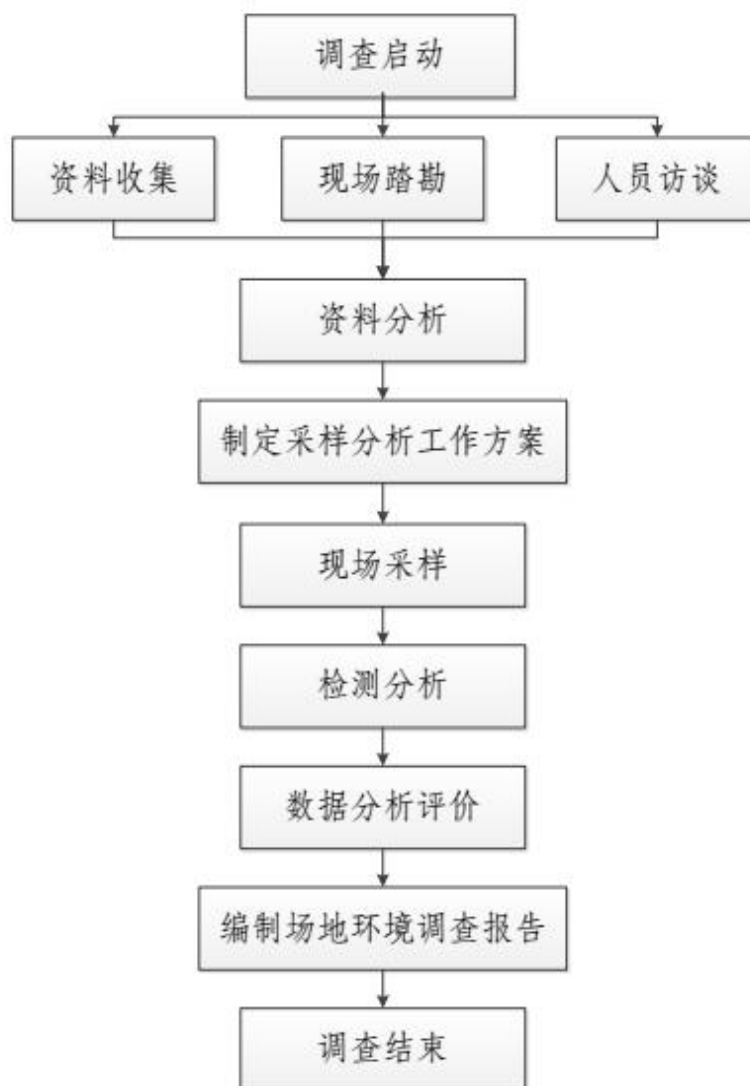 调查启动
资料收集
现场踏勘
人员访谈
资料分析
制定采样分析工作方案
现场采样
检测分析
数据分析评价
编制场地环境调查报告
调查结束